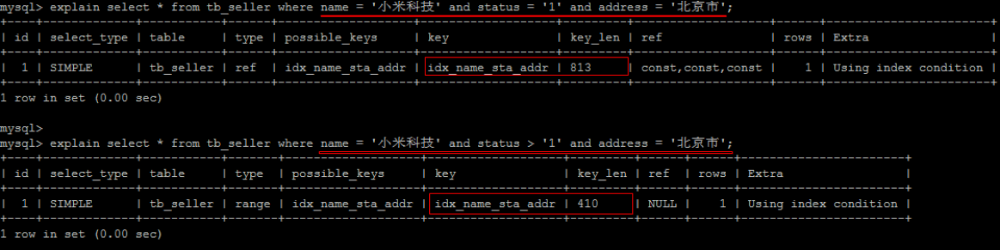 mysql> explain select * from tb_seller where name = '小米科技' and status = '1' and address = '北京市';
+----+-------------+-----------+------+-------------------+-------------------+---------+-------------------+------+-----------------------+
| id | select_type | table | type | possible_keys | key | key_len | ref | rows | Extra |
+----+-------------+-----------+------+-------------------+-------------------+---------+-------------------+------+-----------------------+
| 1 | SIMPLE | tb_seller | ref | idx_name_sta_addr | idx_name_sta_addr | 813 | const,const,const | 1 | Using index condition |
+----+-------------+-----------+------+-------------------+-------------------+---------+-------------------+------+-----------------------+
1 row in set (0.00 sec)
mysql>
mysql> explain select * from tb_seller where name = '小米科技' and status > '1' and address = '北京市';
+----+-------------+-----------+-------+-------------------+-------------------+---------+------+------+-----------------------+
| id | select_type | table | type | possible_keys | key | key_len | ref | rows | Extra |
+----+-------------+-----------+-------+-------------------+-------------------+---------+------+------+-----------------------+
| 1 | SIMPLE | tb_seller | range | idx_name_sta_addr | idx_name_sta_addr | 410 | NULL | 1 | Using index condition |
+----+-------------+-----------+-------+-------------------+-------------------+---------+------+------+-----------------------+
1 row in set (0.00 sec)